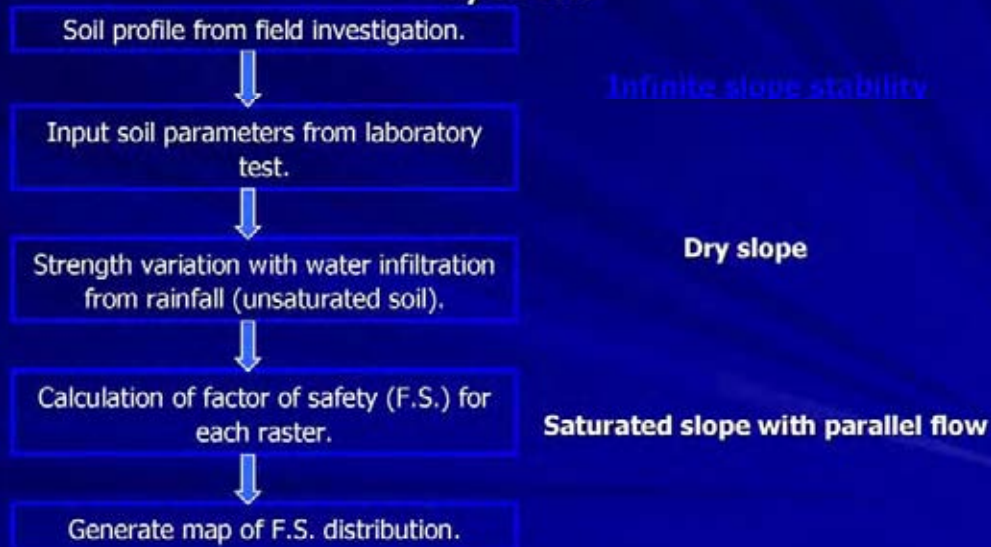 Soil profile from field investigation.
Input soil parameters from laboratory
test.
Strength variation with water infiltration
from rainfall (unsaturated soil).
Calculation of factor of safety (F.S.) for
each raster.
Generate map of F.S. distribution.
Infinite slope stability
Dry slope
Saturated slope with parallel flow